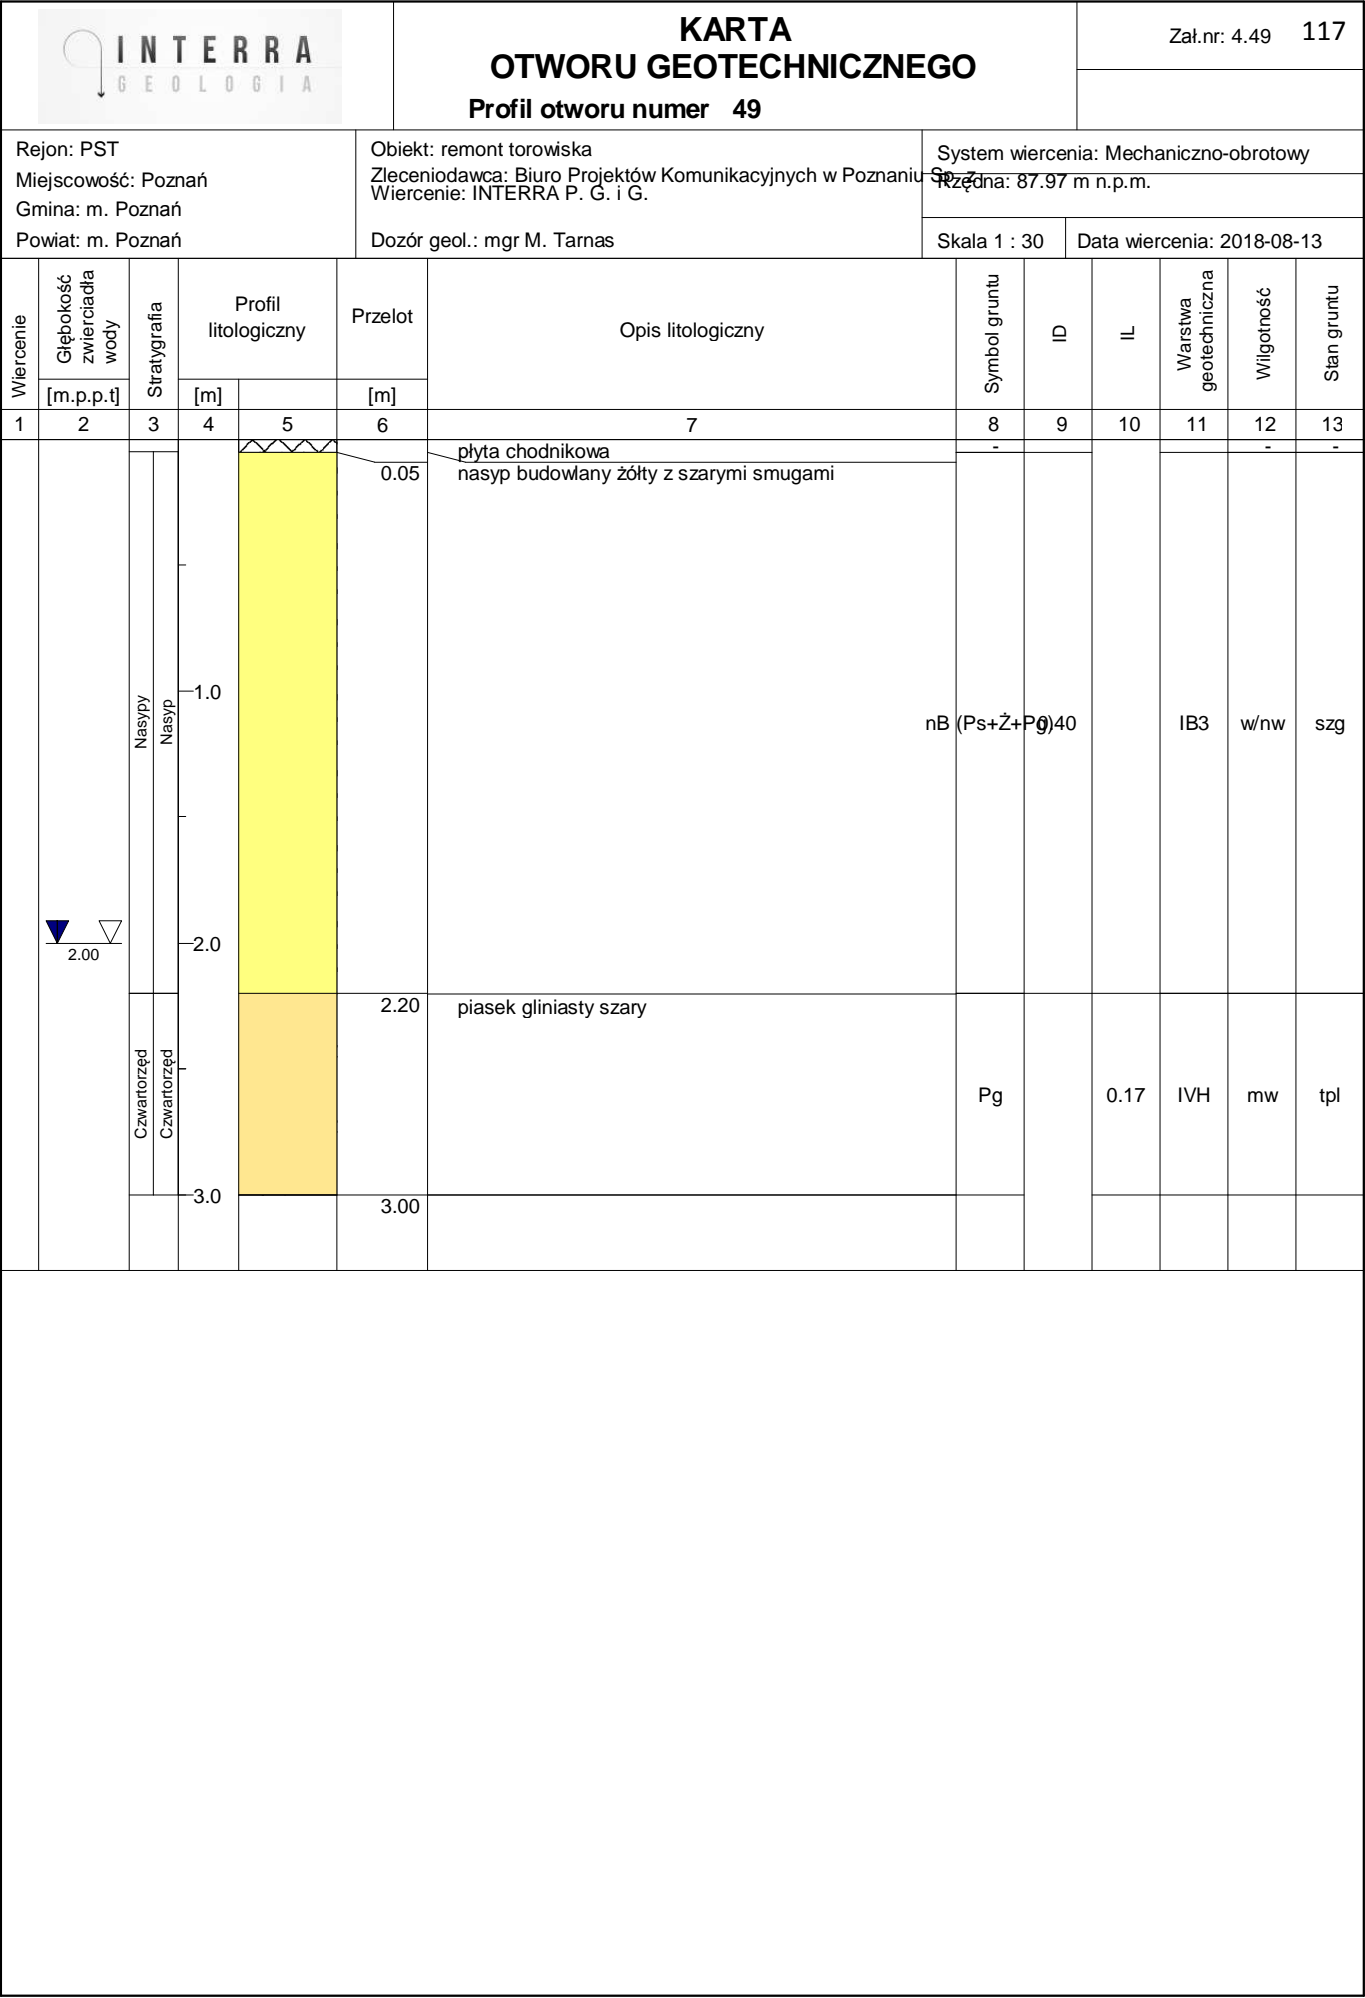 INTERRA
GEOLOGIA
KARTA
OTWORU GEOTECHNICZNEGO
Profil otworu numer 49
Zał.nr: 4.49
117
Rejon: PST
Miejscowość: Poznań
Gmina: m. Poznań
Powiat: m. Poznań
Obiekt: remont torowiska
Zleceniodawca: Biuro Projektów Komunikacyjnych w Poznaniu Sp. z
Wiercenie: INTERRA P. G. i G.
Dozór geol.: mgr M. Tarnas
System wiercenia: Mechaniczno-obrotowy
Rzędna: 87.97 m n.p.m.
Skala 1 : 30
Data wiercenia: 2018-08-13
Wiercenie
Głębokość
zwierciadła
wody
[m.p.p.t]
Stratygrafia
Profil
litologiczny
[m]
Przelot
[m]
Opis litologiczny
Symbol gruntu
ID
IL
Warstwa
geotechniczna
Wilgotność
Stan gruntu
1 2 3 4 5 6 7 8 9 10 11 12 13
płyta chodnikowa - - -
0.05 nasyp budowlany żółty z szarymi smugami
1.0
Nasypy
Nasyp
nB (Ps+Ż+Pg) 0.40 IB3 w/nw szg
2.0
2.00
2.20 piasek gliniasty szary
Czwartorzęd
Czwartorzęd
Pg 0.17 IVH mw tpl
3.0
3.00